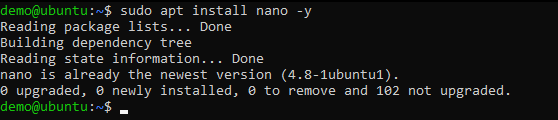 demo@ubuntu:~$ sudo apt install nano -y
Reading package lists... Done
Building dependency tree
Reading state information... Done
nano is already the newest version (4.8-1ubuntu1).
0 upgraded, 0 newly installed, 0 to remove and 102 not upgraded.
demo@ubuntu:~$